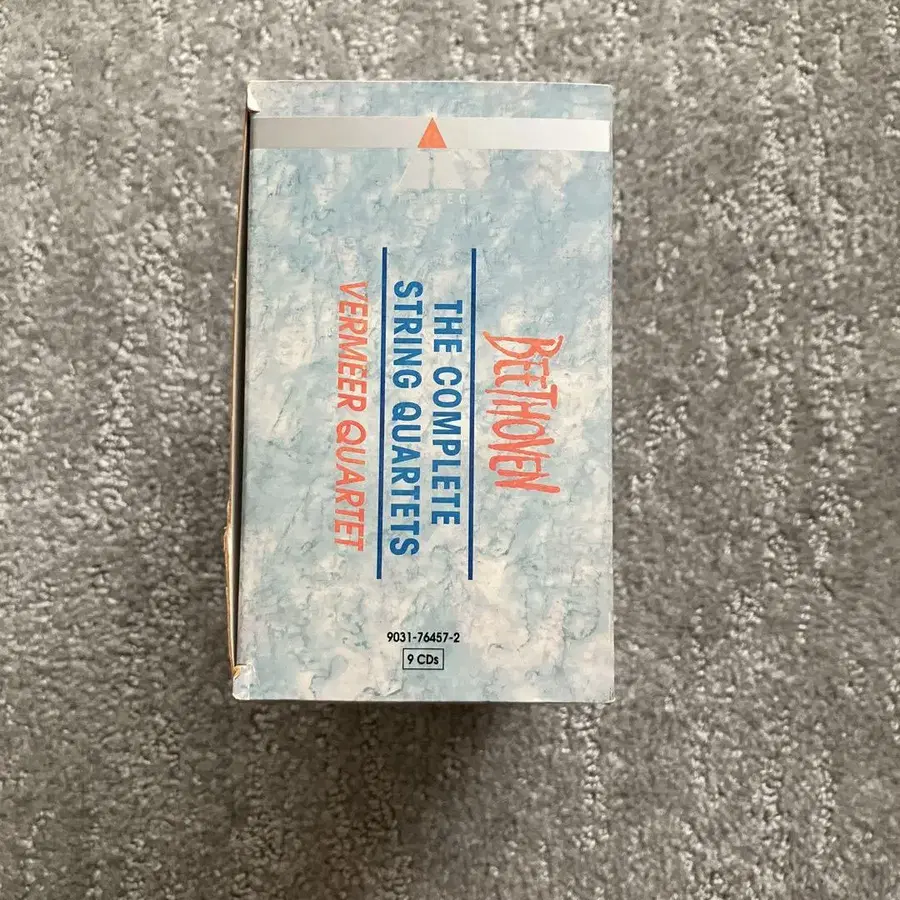 BEETHOVEN
THE COMPLETE
STRING QUARTETS
VERMEER QUARTET
9031-76457-2
9 CDs